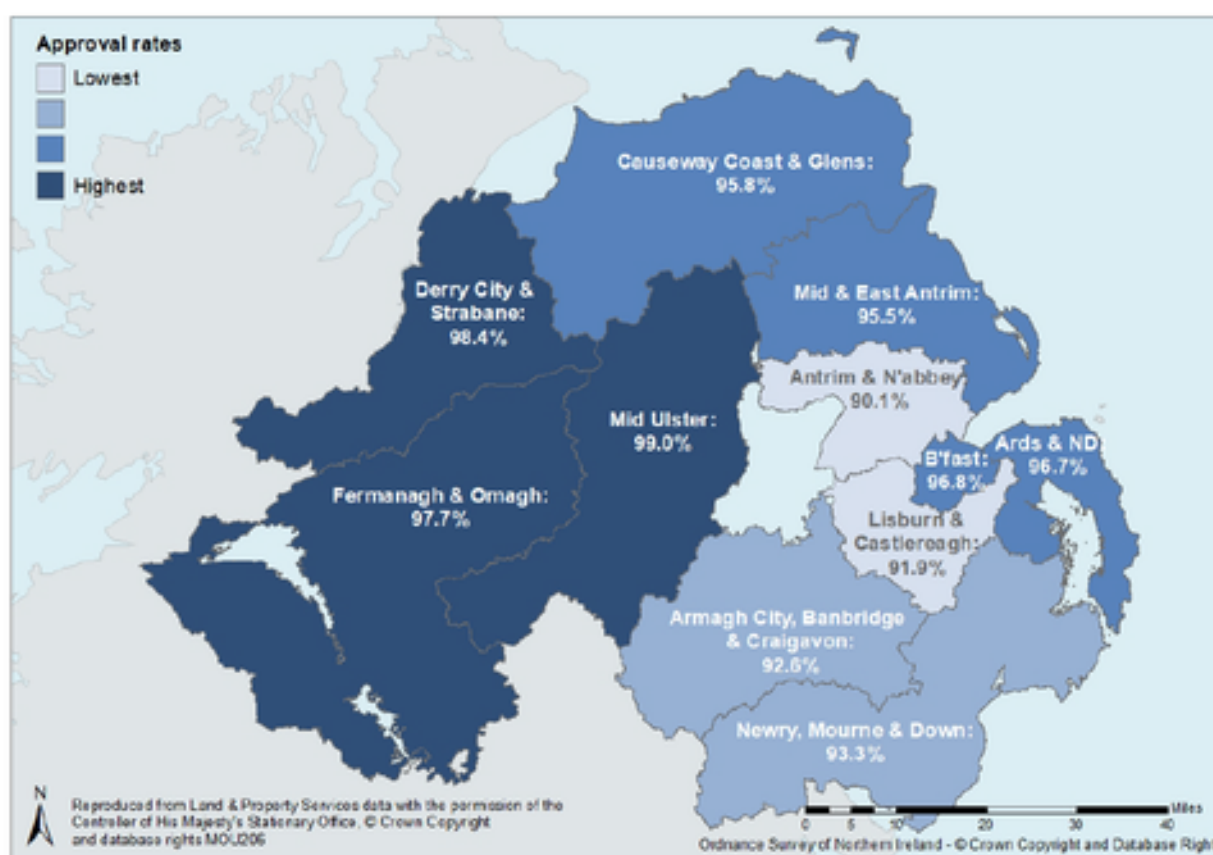 Approval rates
Lowest
Highest
Causeway Coast & Glens:
95.8%
Derry City &
Strabane:
98.4%
Mid & East Antrim:
95.5%
Antrim & N'abbey
90.1%
Mid Ulster:
99.0%
Ards & ND
96.7%
B'fast:
96.8%
Fermanagh & Omagh:
97.7%
Lisburn &
Castlereagh:
91.9%
Armagh City, Banbridge
& Craigavon:
92.6%
Newry, Mourne & Down:
93.3%
N
Reproduced from Land & Property Services data with the permission of the
Controller of His Majesty's Stationary Office, © Crown Copyright
and database rights MOU206
Miles
0 5 10 20 30 40
Ordnance Survey of Northern Ireland - © Crown Copyright and Database Right